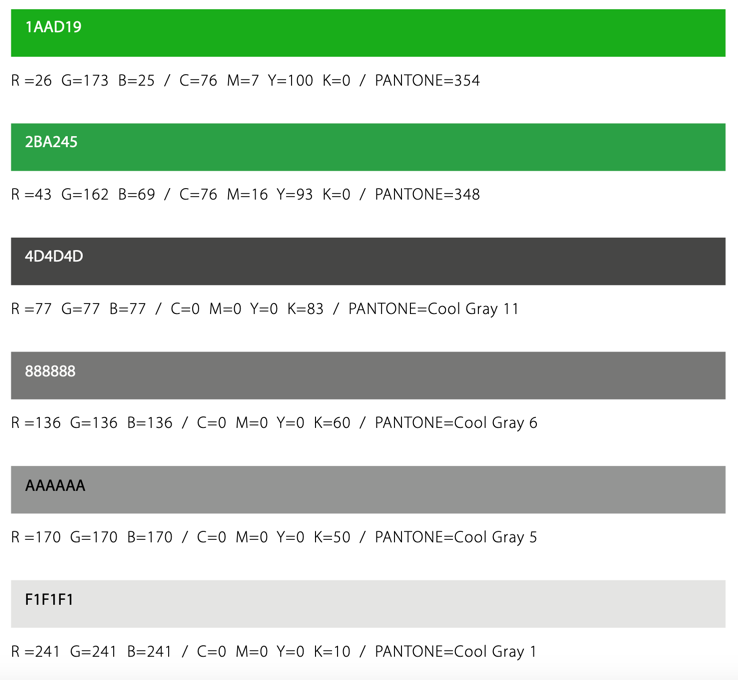 1AAD19
R =26 G=173 B=25 / C=76 M=7 Y=100 K=0 / PANTONE=354
2BA245
R =43 G=162 B=69 / C=76 M=16 Y=93 K=0 / PANTONE=348
4D4D4D
R =77 G=77 B=77 / C=0 M=0 Y=0 K=83 / PANTONE=Cool Gray 11
888888
R =136 G=136 B=136 / C=0 M=0 Y=0 K=60 / PANTONE=Cool Gray 6
AAAAAA
R =170 G=170 B=170 / C=0 M=0 Y=0 K=50 / PANTONE=Cool Gray 5
F1F1F1
R =241 G=241 B=241 / C=0 M=0 Y=0 K=10 / PANTONE=Cool Gray 1